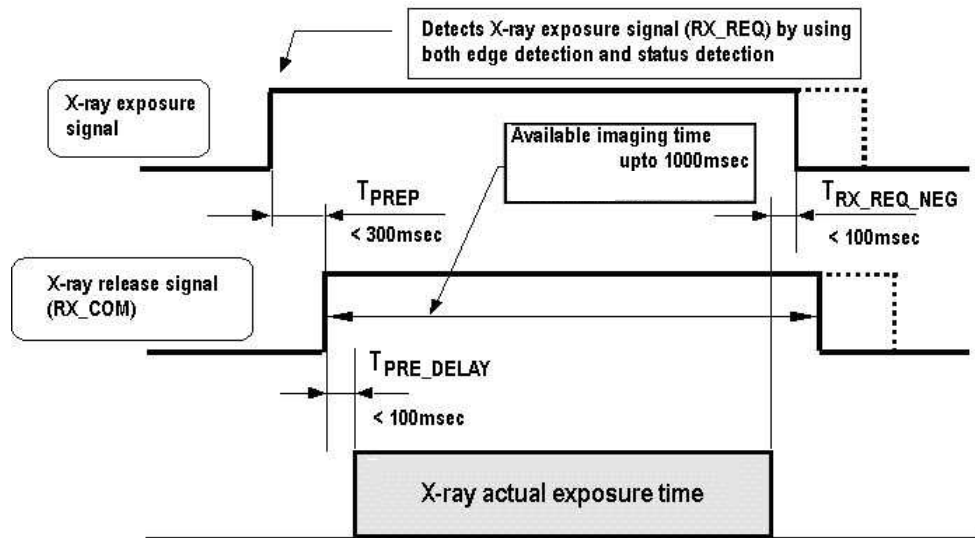 Detects X-ray exposure signal (RX_REQ) by using
both edge detection and status detection
X-ray exposure
signal
Available imaging time
upto 1000msec
TPREP
< 300msec
TRX_REQ_NEG
< 100msec
X-ray release signal
(RX_COM)
TPRE_DELAY
< 100msec
X-ray actual exposure time